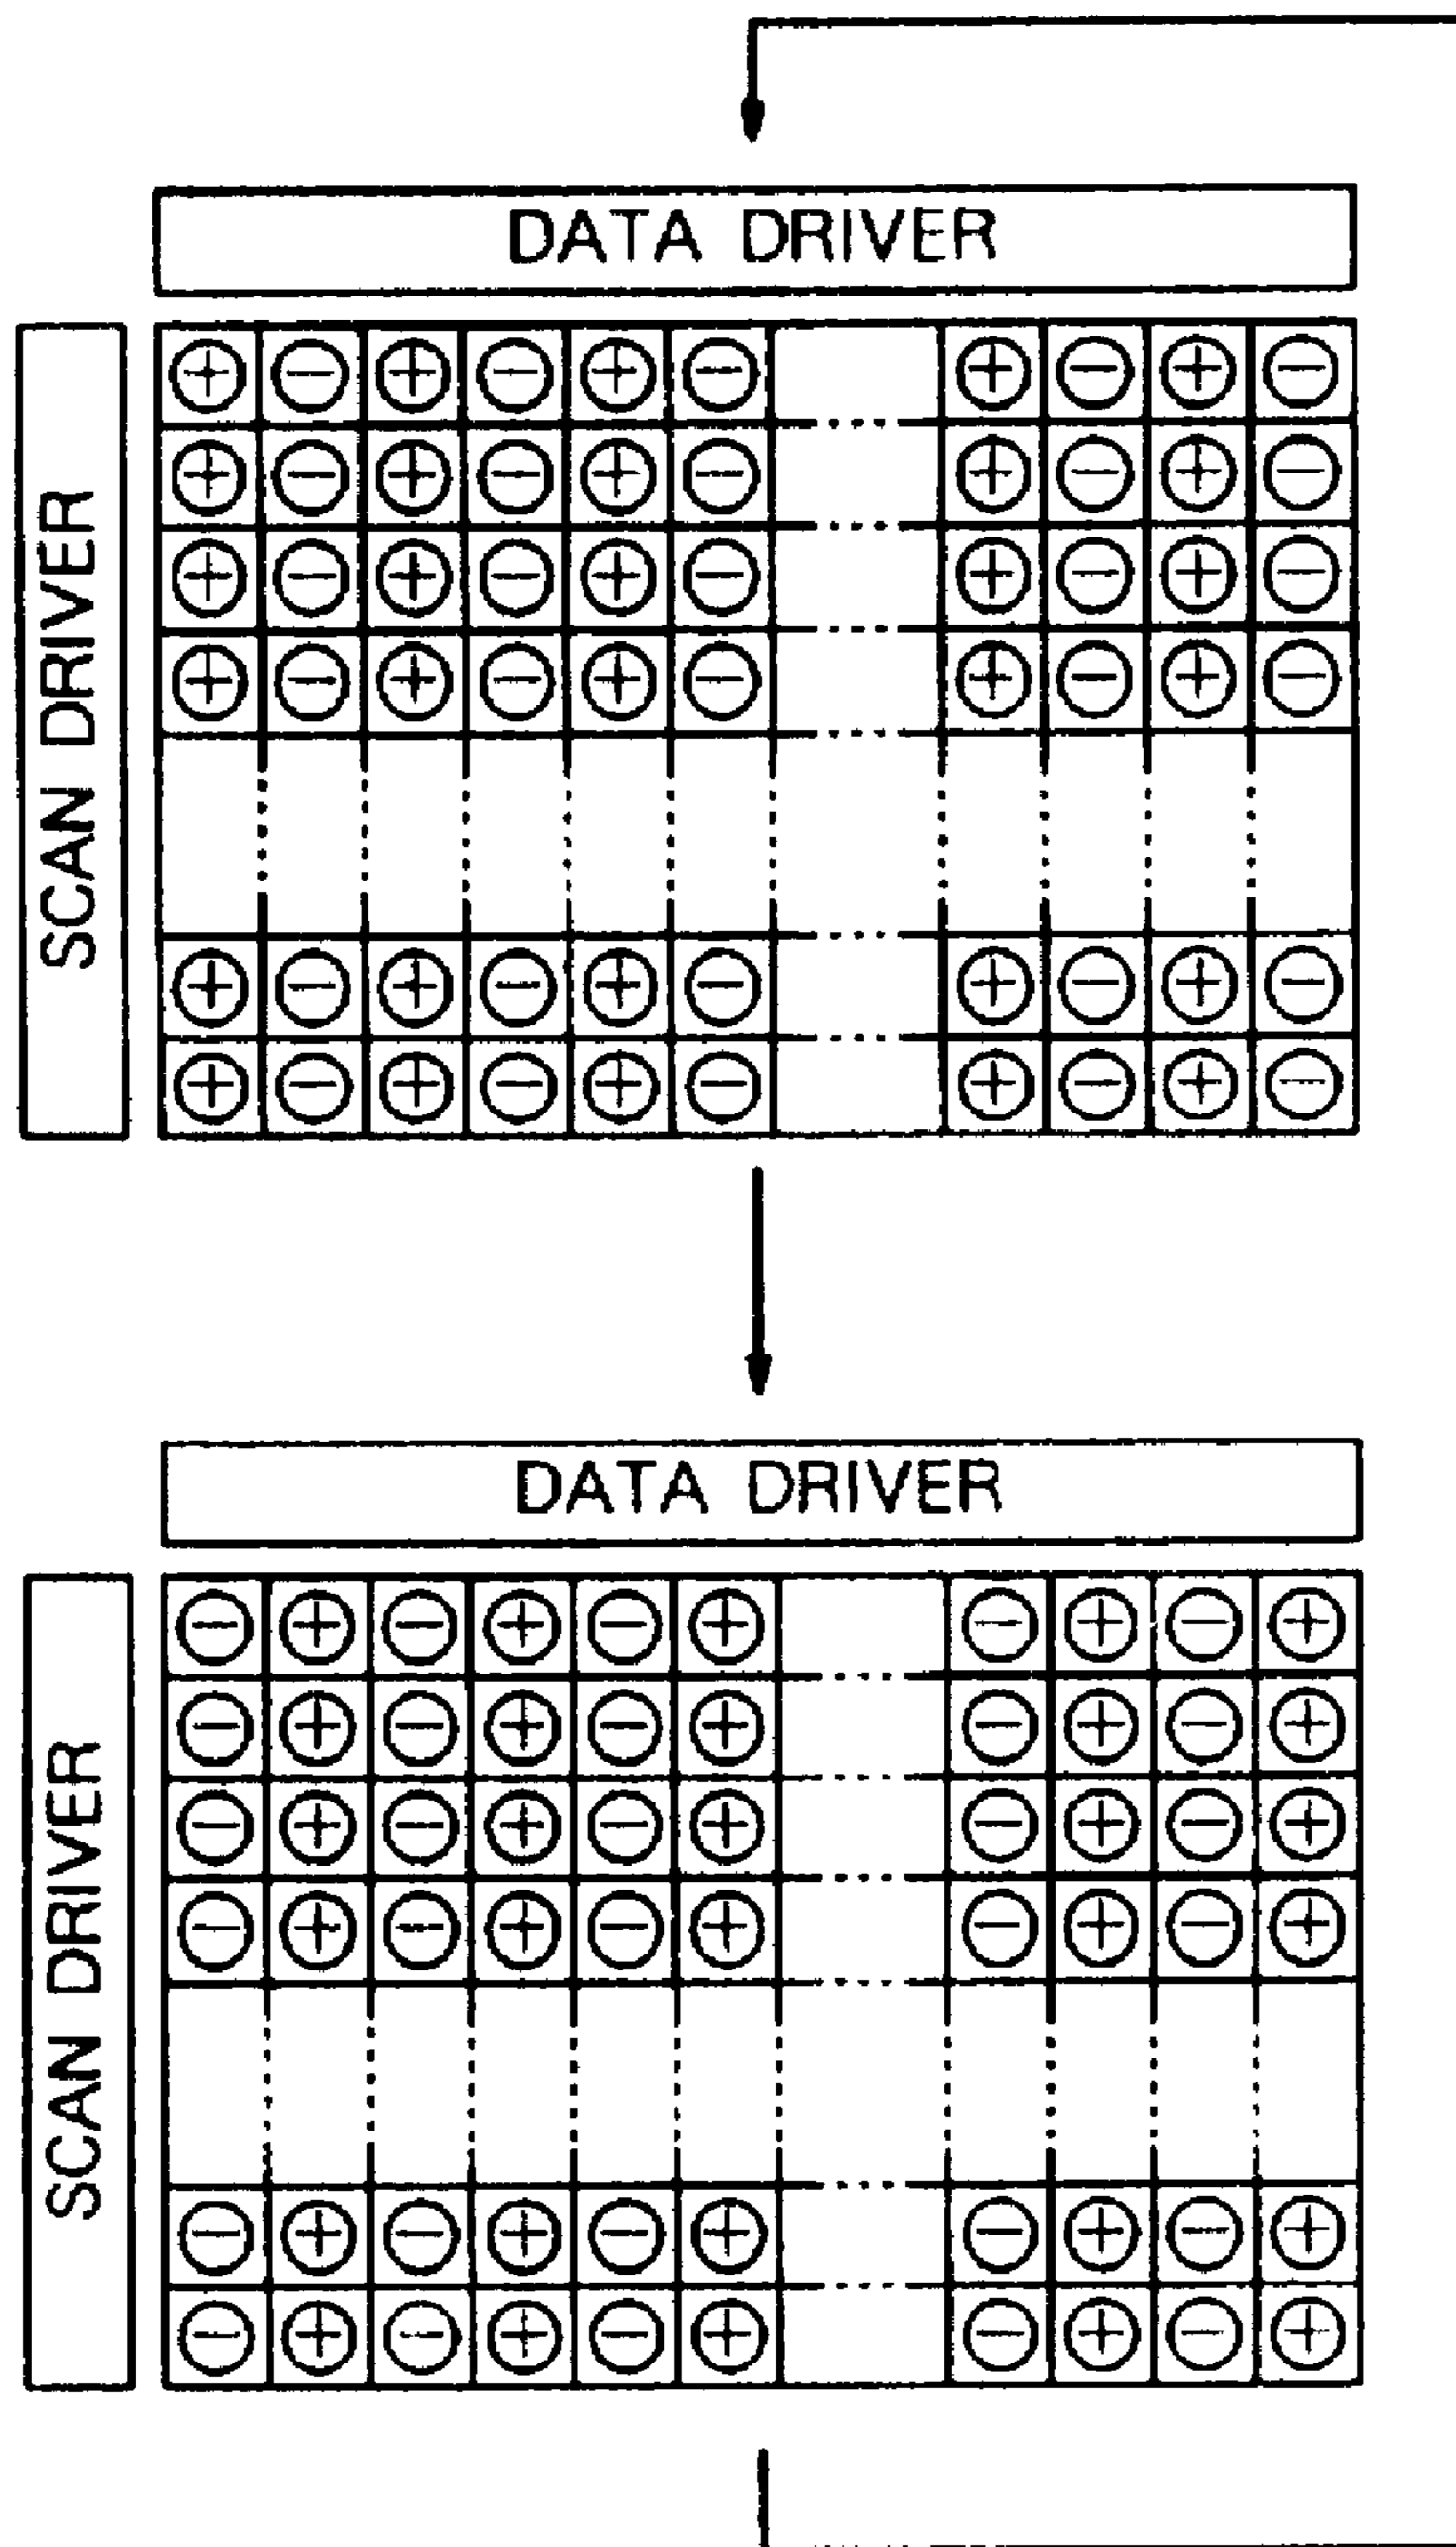 DATA DRIVER
SCAN DRIVER
⊕ ⊖ ⊕ ⊖ ⊕ ⊖ ⊕ ⊖ ⊕ ⊖
⊕ ⊖ ⊕ ⊖ ⊕ ⊖ ⊕ ⊖ ⊕ ⊖
⊕ ⊖ ⊕ ⊖ ⊕ ⊖ ⊕ ⊖ ⊕ ⊖
⊕ ⊖ ⊕ ⊖ ⊕ ⊖ ⊕ ⊖ ⊕ ⊖
⊕ ⊖ ⊕ ⊖ ⊕ ⊖ ⊕ ⊖ ⊕ ⊖
⊕ ⊖ ⊕ ⊖ ⊕ ⊖ ⊕ ⊖ ⊕ ⊖
DATA DRIVER
SCAN DRIVER
⊖ ⊕ ⊖ ⊕ ⊖ ⊕ ⊖ ⊕ ⊖ ⊕
⊖ ⊕ ⊖ ⊕ ⊖ ⊕ ⊖ ⊕ ⊖ ⊕
⊖ ⊕ ⊖ ⊕ ⊖ ⊕ ⊖ ⊕ ⊖ ⊕
⊖ ⊕ ⊖ ⊕ ⊖ ⊕ ⊖ ⊕ ⊖ ⊕
⊖ ⊕ ⊖ ⊕ ⊖ ⊕ ⊖ ⊕ ⊖ ⊕
⊖ ⊕ ⊖ ⊕ ⊖ ⊕ ⊖ ⊕ ⊖ ⊕